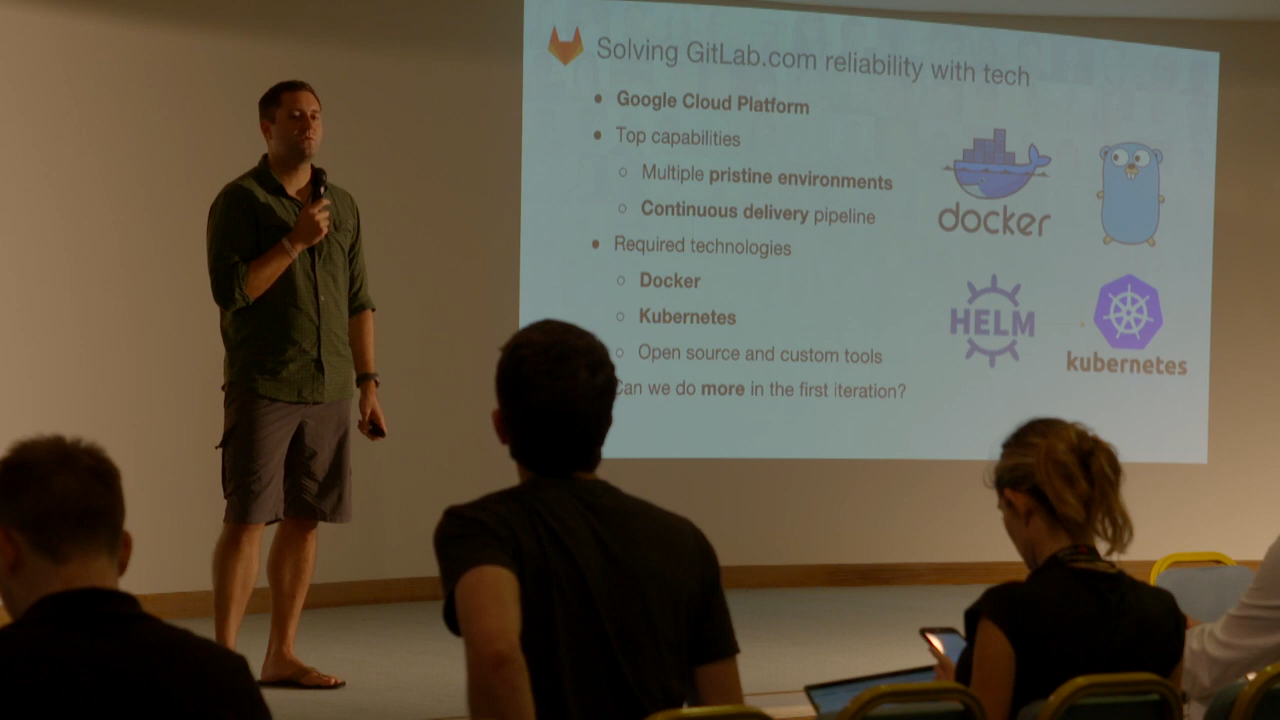 Solving GitLab.com reliability with tech
● Google Cloud Platform
● Top capabilities
○ Multiple pristine environments
○ Continuous delivery pipeline
● Required technologies
○ Docker
○ Kubernetes
○ Open source and custom tools
Can we do more in the first iteration?
docker
HELM
kubernetes